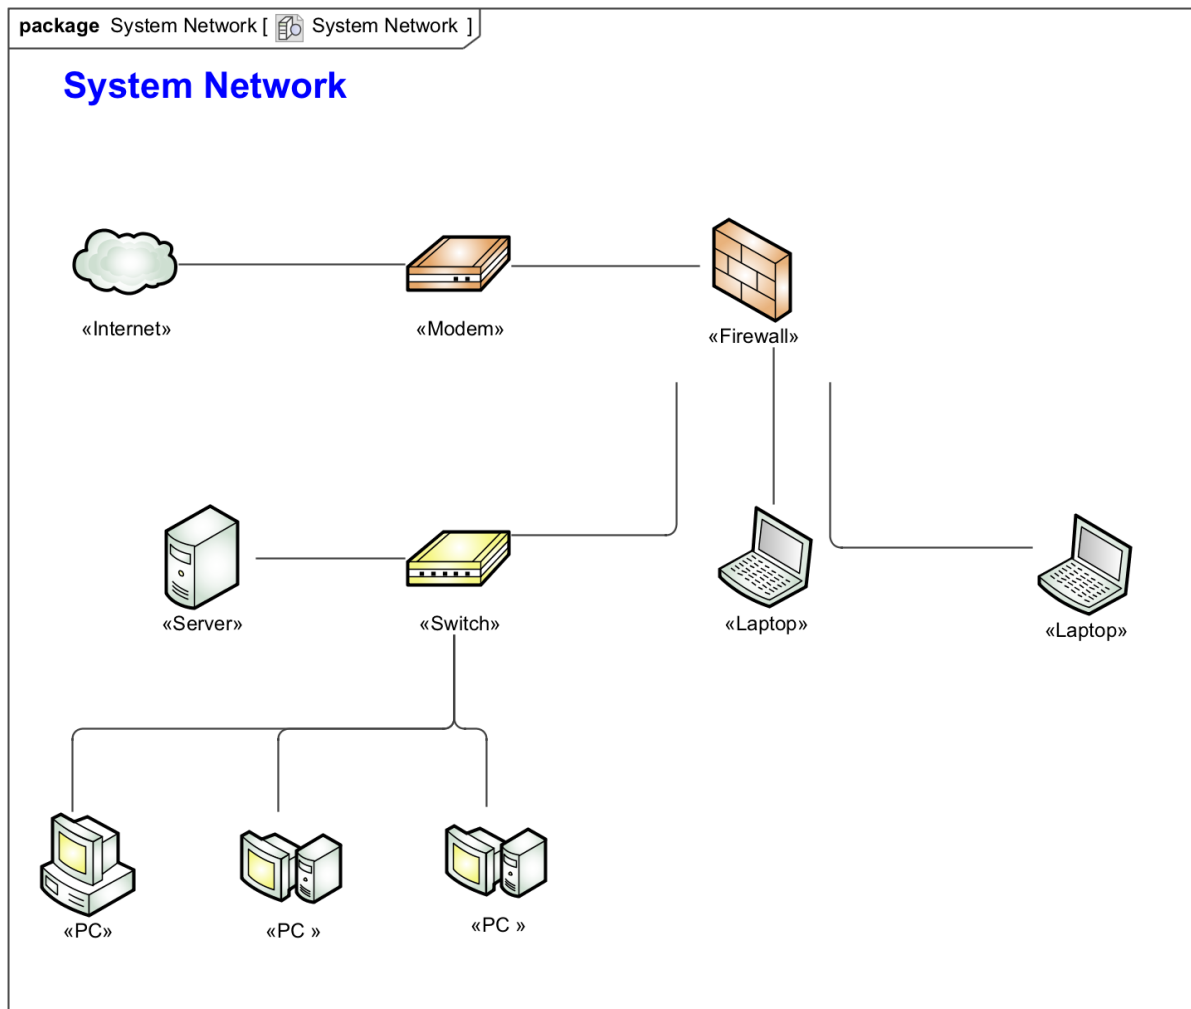 package System Network [ System Network ]
System Network
«Internet»
«Modem»
«Firewall»
«Server»
«Switch»
«Laptop»
«Laptop»
«PC»
«PC »
«PC »